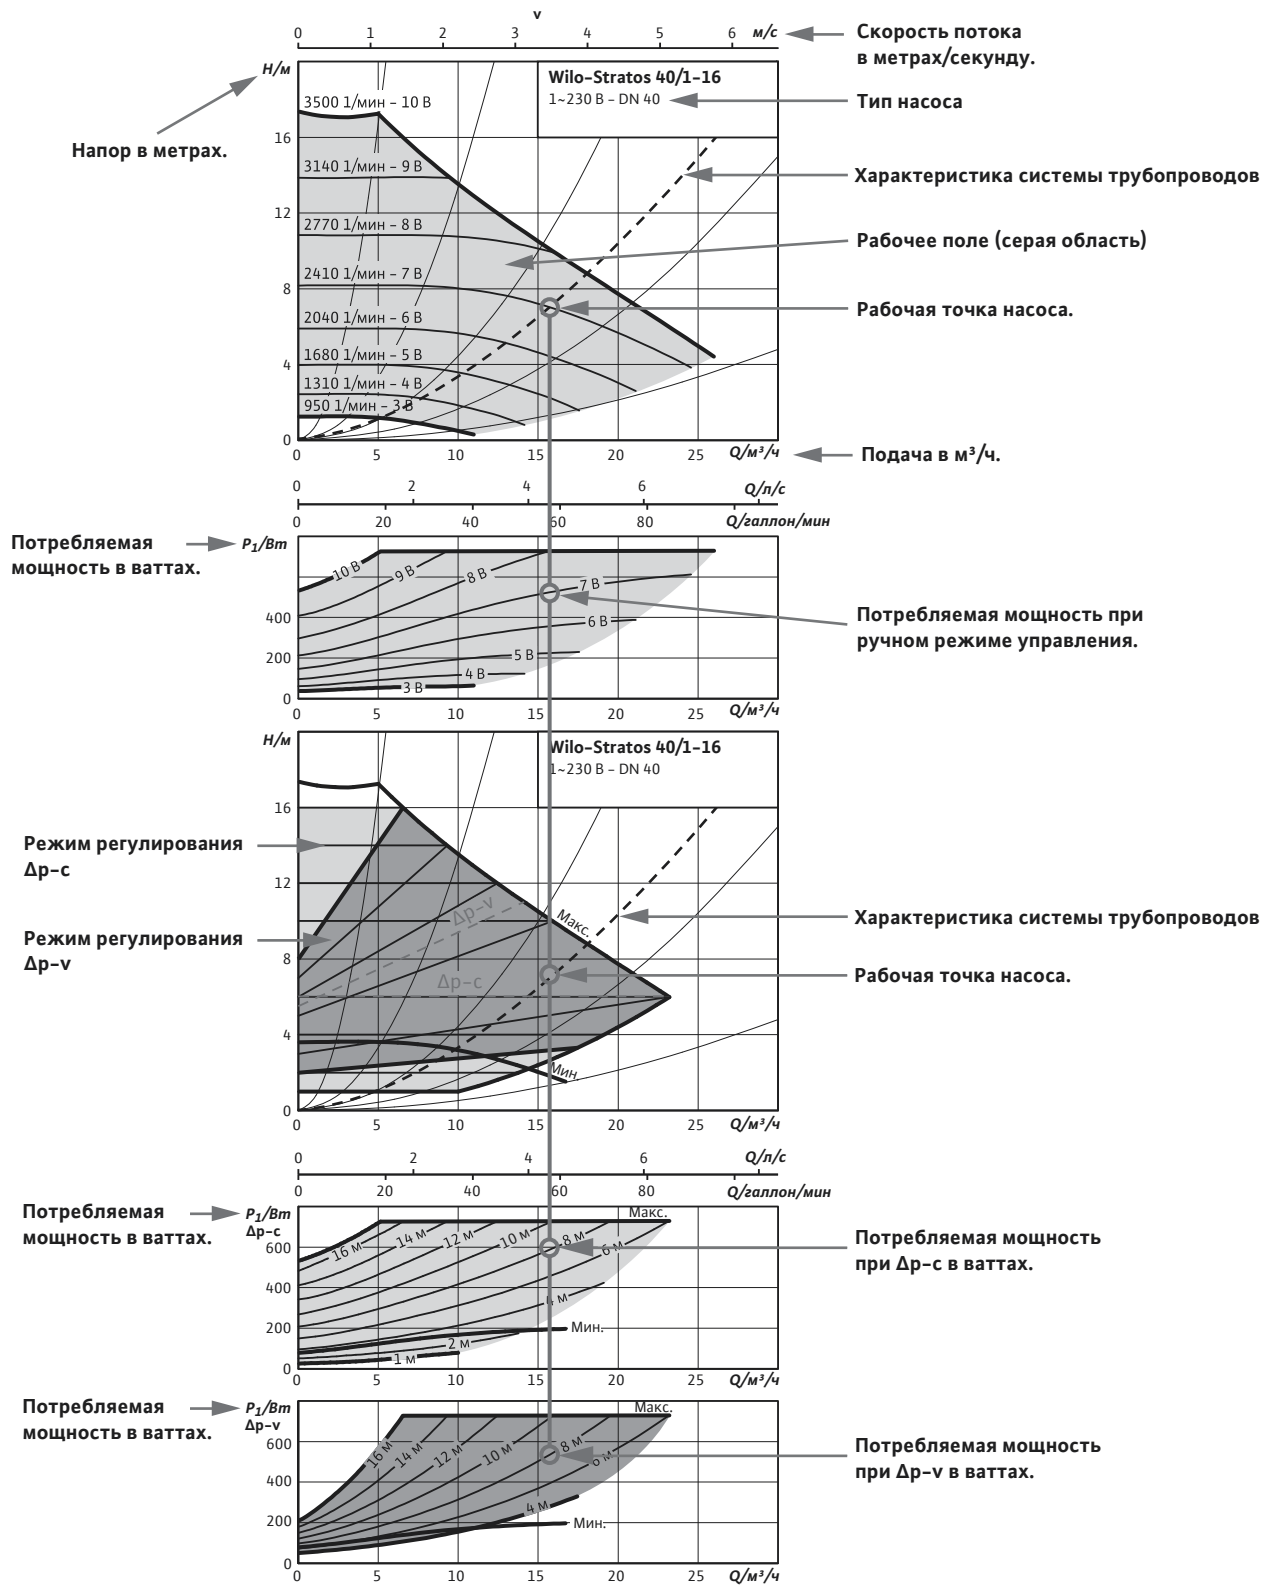 v
0 1 2 3 4 5 6 м/с
Скорость потока
в метрах/секунду.
H/м
Wilo-Stratos 40/1-16
1~230 В - DN 40
Тип насоса
3500 1/мин - 10 В
Напор в метрах.
16
3140 1/мин - 9 В
Характеристика системы трубопроводов
12
2770 1/мин - 8 В
Рабочее поле (серая область)
2410 1/мин - 7 В
8
2040 1/мин - 6 В
Рабочая точка насоса.
1680 1/мин - 5 В
4
1310 1/мин - 4 В
950 1/мин - 3 В
0
0 5 10 15 20 25 Q/м³/ч
Подача в м³/ч.
0 2 4 6 Q/л/с
0 20 40 60 80 Q/галлон/мин
Потребляемая
мощность в ваттах.
P₁/Вт
10 В 9 В 8 В 7 В
400
6 В
Потребляемая мощность при
ручном режиме управления.
200
5 В
4 В
3 В
0
0 5 10 15 20 25 Q/м³/ч
H/м
Wilo-Stratos 40/1-16
1~230 В - DN 40
16
Режим регулирования
Δp-c
12
Δp-v
Макс.
Характеристика системы трубопроводов
Режим регулирования
Δp-v
8
Δp-c
Рабочая точка насоса.
4
Мин.
0
0 5 10 15 20 25 Q/м³/ч
0 2 4 6 Q/л/с
0 20 40 60 80 Q/галлон/мин
Потребляемая
мощность в ваттах.
P₁/Вт
Δp-c
Макс.
600
16 м 14 м 12 м 10 м 8 м 6 м
Потребляемая мощность
при Δp-c в ваттах.
400
4 м
200
Мин.
2 м
1 м
0
0 5 10 15 20 25 Q/м³/ч
Потребляемая
мощность в ваттах.
P₁/Вт
Δp-v
Макс.
600
16 м 14 м 12 м 10 м 8 м 6 м
Потребляемая мощность
при Δp-v в ваттах.
400
4 м
200
Мин.
0
0 5 10 15 20 25 Q/м³/ч